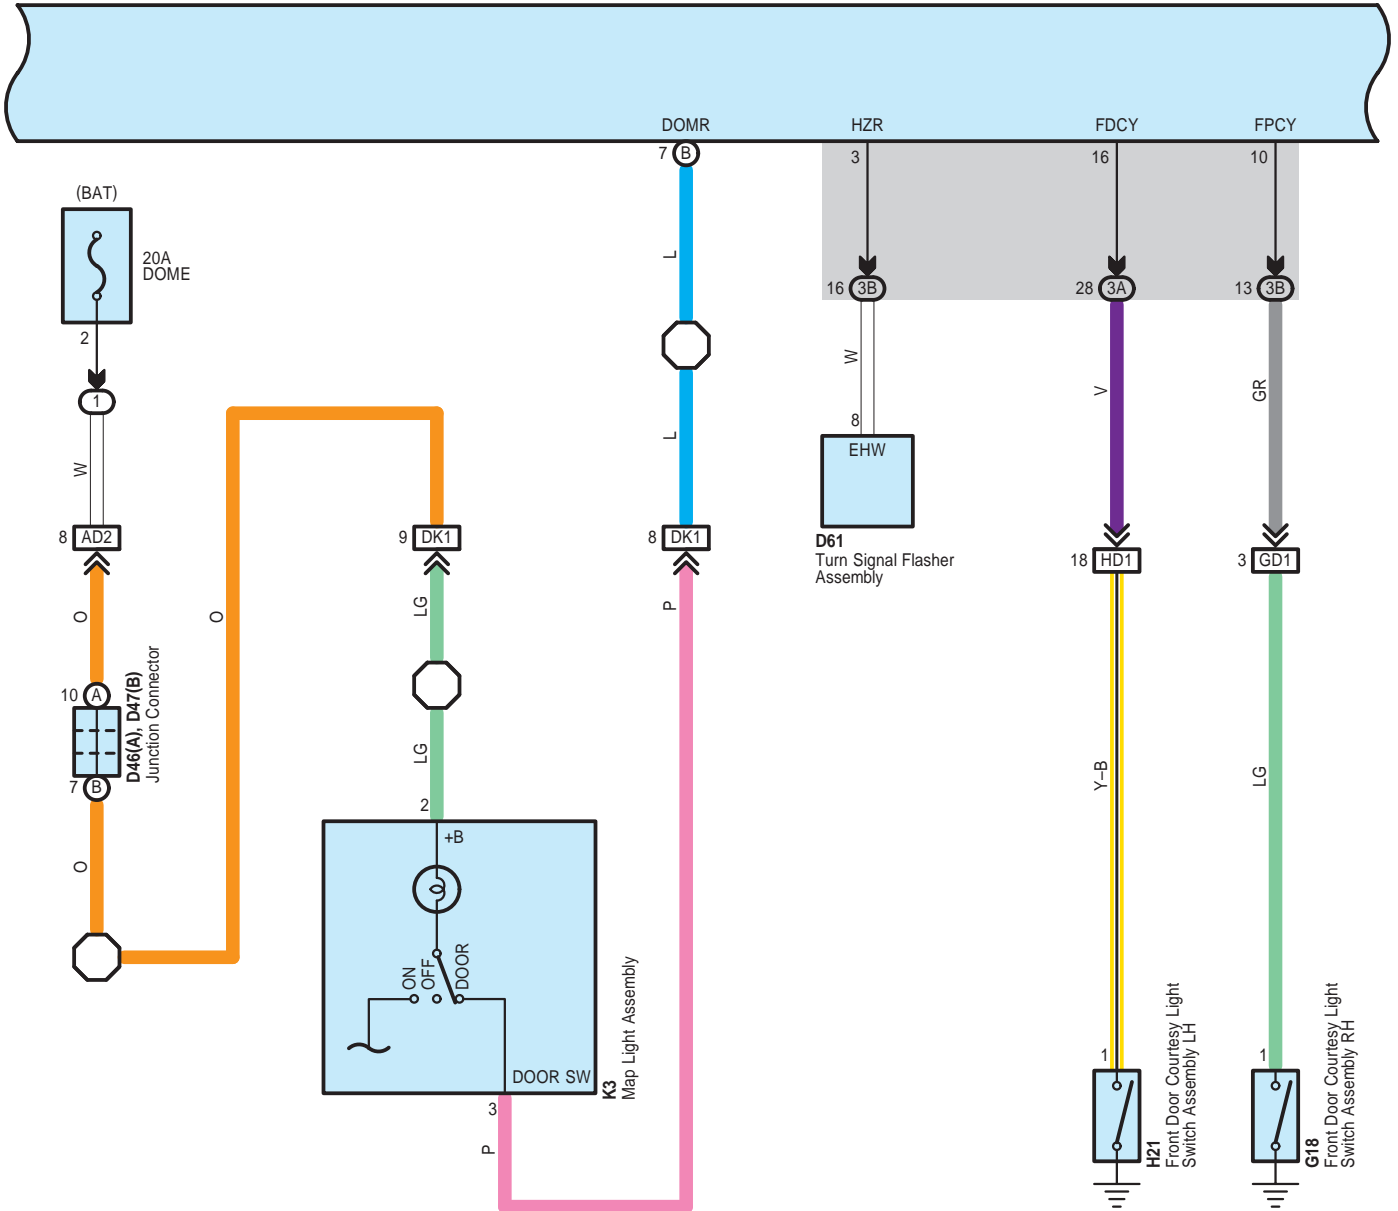 DOMR
HZR
FDCY
FPCY
7
B
3
16
10
(BAT)
20A
DOME
2
1
W
8
AD2
O
10
A
D46(A), D47(B)
Junction Connector
7
B
O
O
9
DK1
LG
LG
2
+B
ON
OFF
DOOR
DOOR SW
K3
Map Light Assembly
3
P
L
L
8
DK1
P
16
3B
W
8
EHW
D61
Turn Signal Flasher
Assembly
28
3A
V
18
HD1
Y–B
1
H21
Front Door Courtesy Light
Switch Assembly LH
13
3B
GR
3
GD1
LG
1
G18
Front Door Courtesy Light
Switch Assembly RH